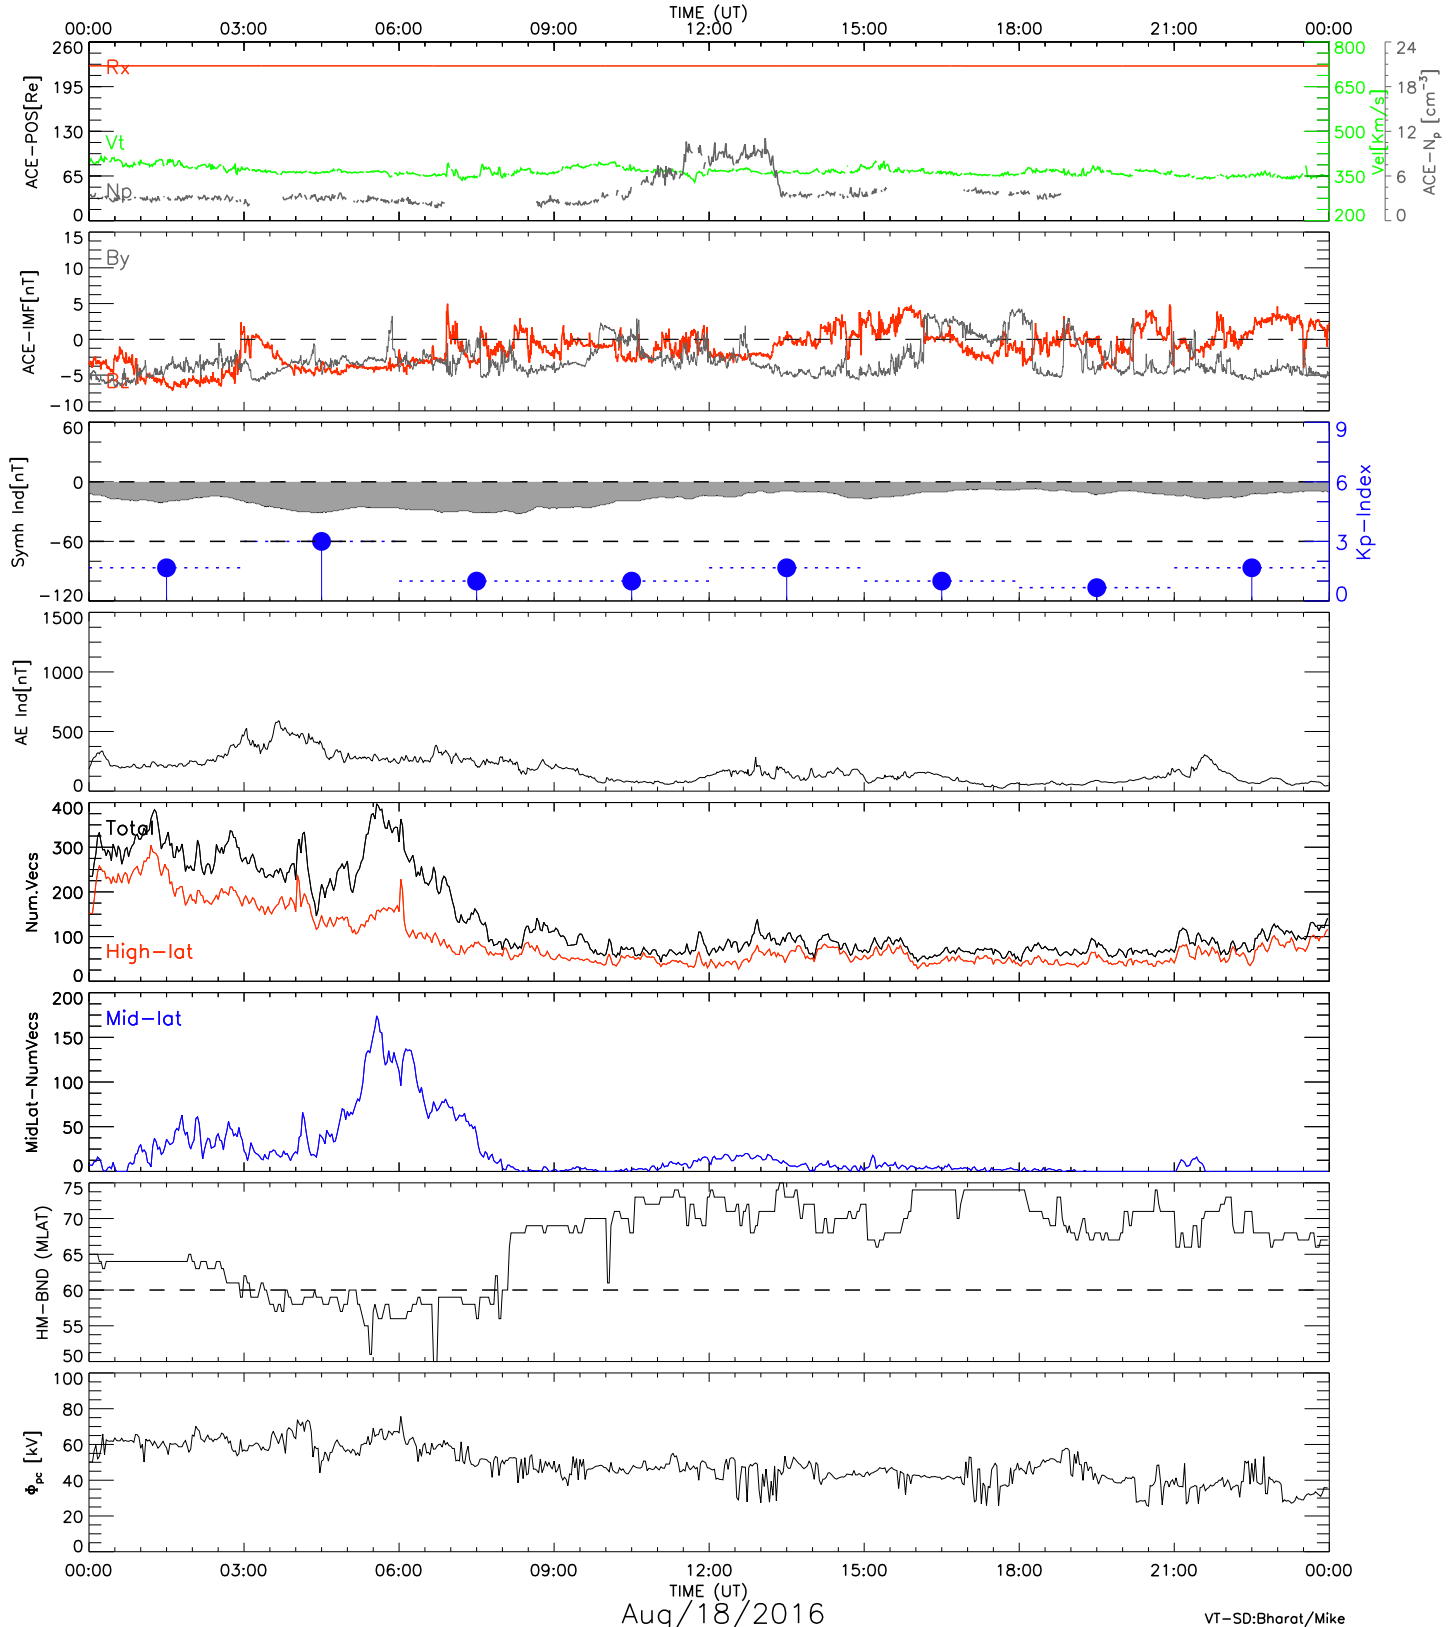 TIME (UT)
00:00 03:00 06:00 09:00 12:00 15:00 18:00 21:00 00:00
ACE-POS[Re]
260
195
130
65
0
Rx
Vt
Np
800
650
500
350
200
Vel[Km/s]
24
18
12
6
0
ACE-Np [cm-3]
ACE-IMF[nT]
15
10
5
0
-5
-10
By
Bz
Symh Ind[nT]
60
0
-60
-120
9
6
3
0
Kp-Index
AE Ind[nT]
1500
1000
500
0
Num.Vecs
400
300
200
100
0
Total
High-lat
MidLat-NumVecs
200
150
100
50
0
Mid-lat
HM-BND (MLAT)
75
70
65
60
55
50
Φpc [kV]
100
80
60
40
20
0
00:00 03:00 06:00 09:00 12:00 15:00 18:00 21:00 00:00
TIME (UT)
Aug/18/2016
VT-SD:Bharat/Mike